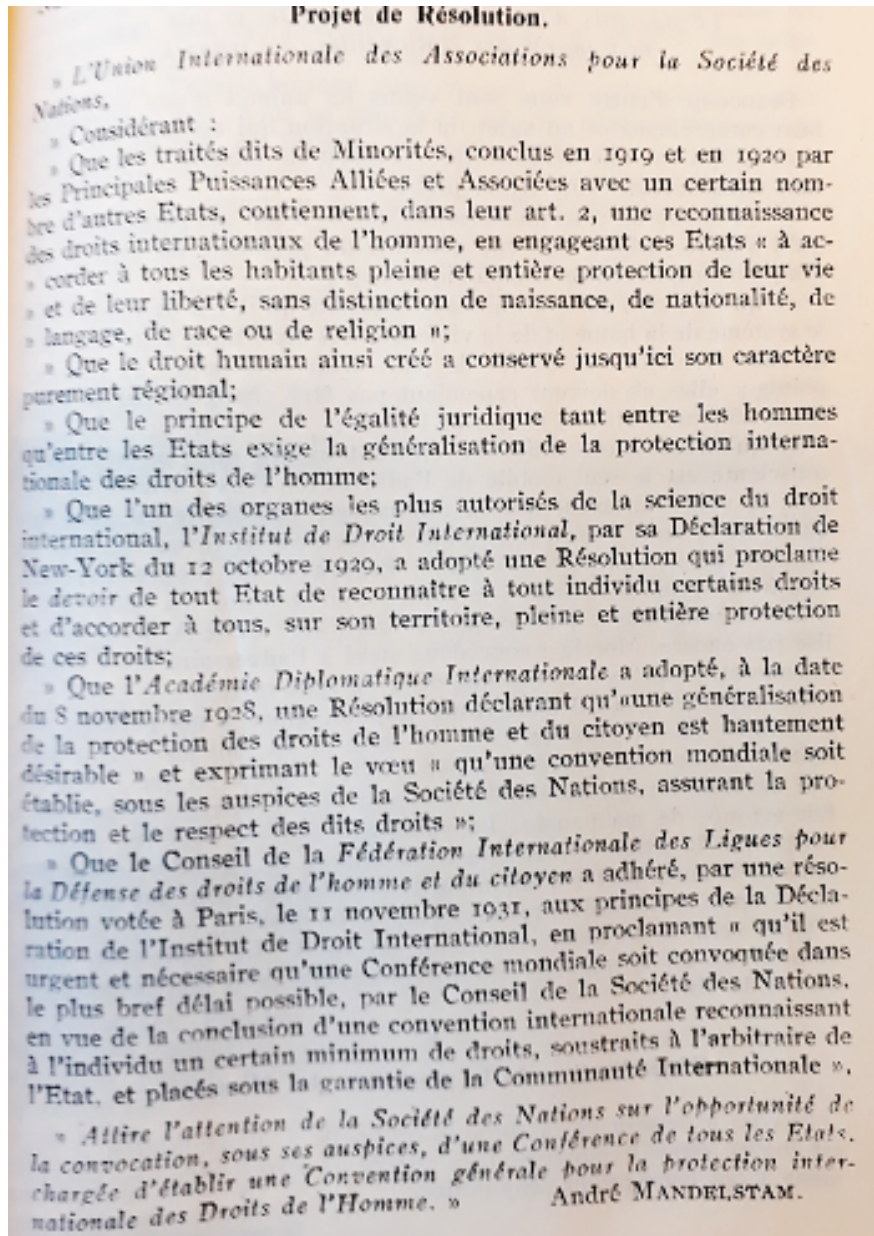 Projet de Résolution.
» L'Union Internationale des Associations pour la Société des
Nations,
» Considérant :
» Que les traités dits de Minorités, conclus en 1919 et en 1920 par
les Principales Puissances Alliées et Associées avec un certain nom-
bre d'autres Etats, contiennent, dans leur art. 2, une reconnaissance
des droits internationaux de l'homme, en engageant ces Etats « à ac-
» corder à tous les habitants pleine et entière protection de leur vie
» et de leur liberté, sans distinction de naissance, de nationalité, de
» langage, de race ou de religion »;
» Que le droit humain ainsi créé a conservé jusqu'ici son caractère
purement régional;
» Que le principe de l'égalité juridique tant entre les hommes
qu'entre les Etats exige la généralisation de la protection interna-
tionale des droits de l'homme;
» Que l'un des organes les plus autorisés de la science du droit
international, l'Institut de Droit International, par sa Déclaration de
New-York du 12 octobre 1929, a adopté une Résolution qui proclame
le devoir de tout Etat de reconnaître à tout individu certains droits
et d'accorder à tous, sur son territoire, pleine et entière protection
de ces droits;
» Que l'Académie Diplomatique Internationale a adopté, à la date
du 8 novembre 1928, une Résolution déclarant qu'«une généralisation
de la protection des droits de l'homme et du citoyen est hautement
désirable » et exprimant le vœu « qu'une convention mondiale soit
établie, sous les auspices de la Société des Nations, assurant la pro-
tection et le respect des dits droits »;
» Que le Conseil de la Fédération Internationale des Ligues pour
la Défense des droits de l'homme et du citoyen a adhéré, par une réso-
lution votée à Paris, le 11 novembre 1931, aux principes de la Décla-
ration de l'Institut de Droit International, en proclamant « qu'il est
urgent et nécessaire qu'une Conférence mondiale soit convoquée dans
le plus bref délai possible, par le Conseil de la Société des Nations,
en vue de la conclusion d'une convention internationale reconnaissant
à l'individu un certain minimum de droits, soustraits à l'arbitraire de
l'Etat, et placés sous la garantie de la Communauté Internationale »,
» Attire l'attention de la Société des Nations sur l'opportunité de
la convocation, sous ses auspices, d'une Conférence de tous les Etats,
chargée d'établir une Convention générale pour la protection inter-
nationale des Droits de l'Homme. » André MANDELSTAM.